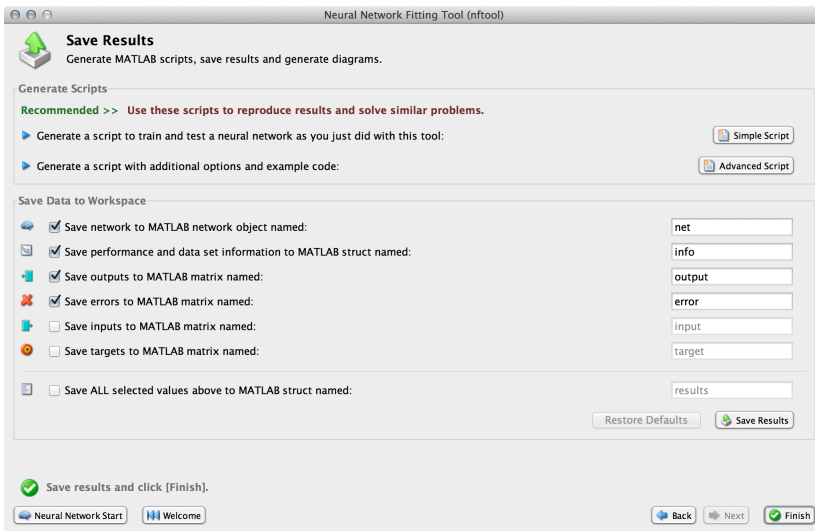 Neural Network Fitting Tool (nftool)
Save Results
Generate MATLAB scripts, save results and generate diagrams.
Generate Scripts
Recommended >> Use these scripts to reproduce results and solve similar problems.
Generate a script to train and test a neural network as you just did with this tool: Simple Script
Generate a script with additional options and example code: Advanced Script
Save Data to Workspace
Save network to MATLAB network object named: net
Save performance and data set information to MATLAB struct named: info
Save outputs to MATLAB matrix named: output
Save errors to MATLAB matrix named: error
Save inputs to MATLAB matrix named: input
Save targets to MATLAB matrix named: target
Save ALL selected values above to MATLAB struct named: results
Restore Defaults Save Results
Save results and click [Finish].
Neural Network Start Welcome Back Next Finish